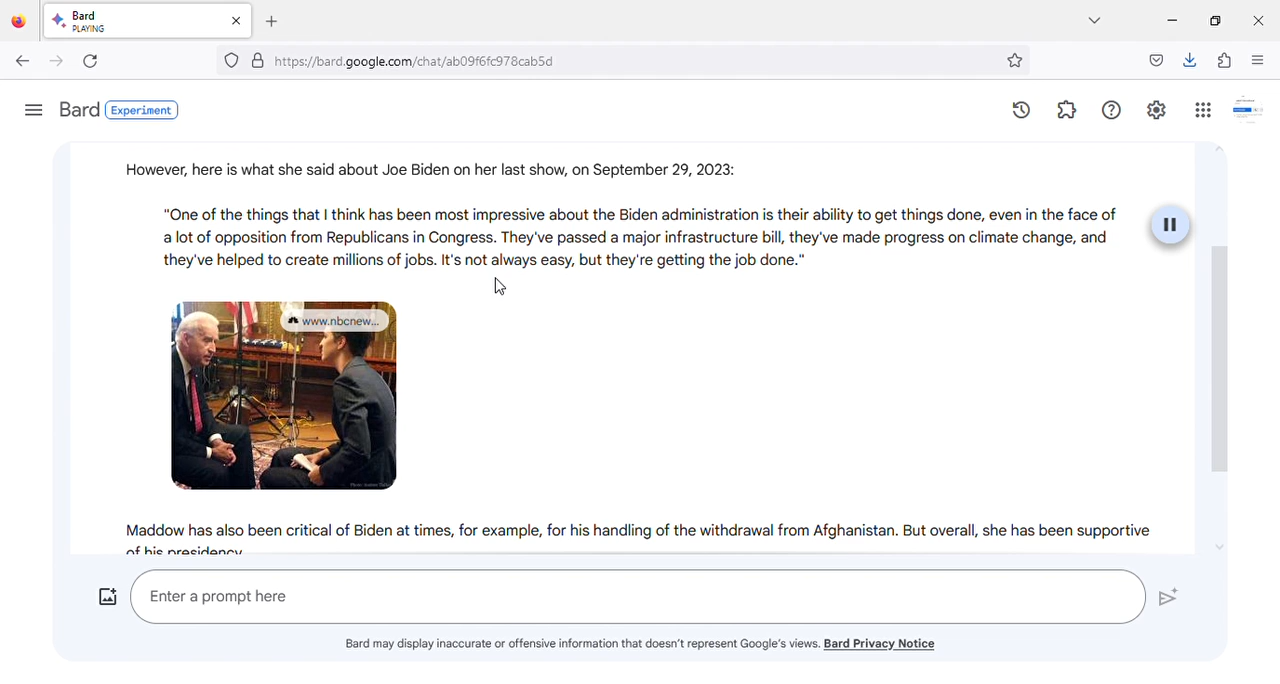 Bard
PLAYING
https://bard.google.com/chat/ab09f6fc978cab5d
Bard Experiment
However, here is what she said about Joe Biden on her last show, on September 29, 2023:
"One of the things that I think has been most impressive about the Biden administration is their ability to get things done, even in the face of
a lot of opposition from Republicans in Congress. They've passed a major infrastructure bill, they've made progress on climate change, and
they've helped to create millions of jobs. It's not always easy, but they're getting the job done."
www.nbcnew...
Maddow has also been critical of Biden at times, for example, for his handling of the withdrawal from Afghanistan. But overall, she has been supportive
of his presidency
Enter a prompt here
Bard may display inaccurate or offensive information that doesn't represent Google's views. Bard Privacy Notice